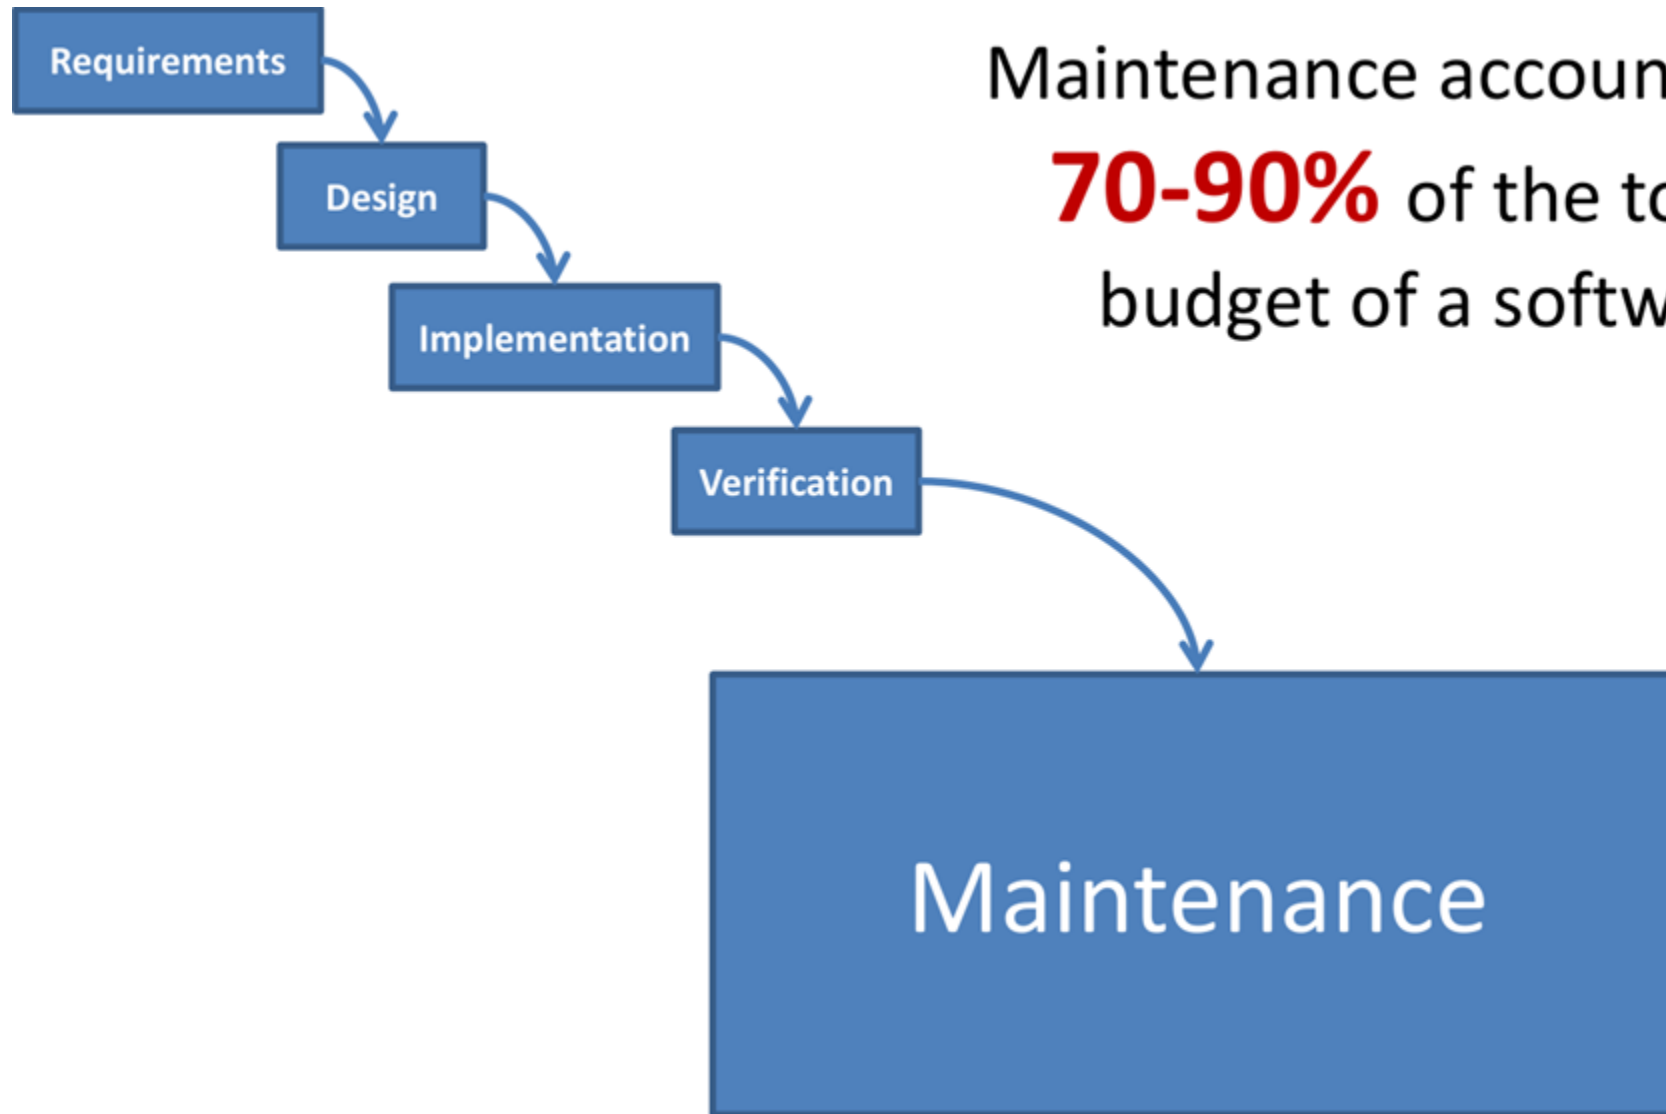 Requirements
Maintenance accoun
Design
70-90% of the to
budget of a softw
Implementation
Verification
Maintenance